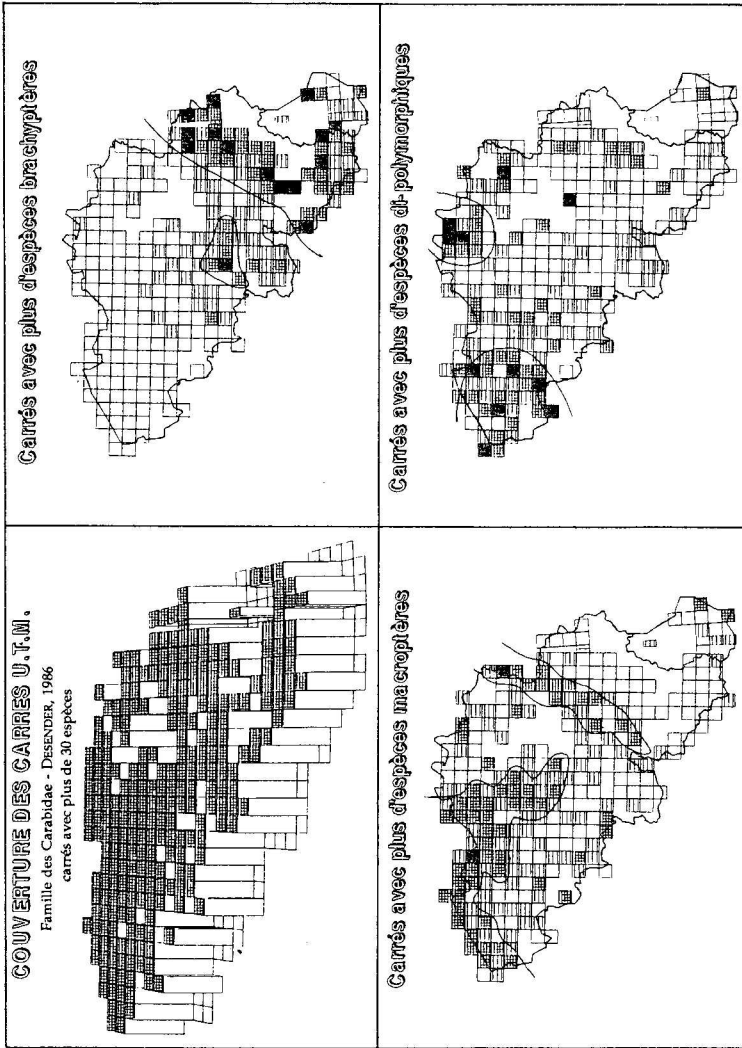 COUVERTURE DES CARRES U.T.M.
Famille des Carabidae - DESENDER, 1986
carrés avec plus de 30 espèces
Carrés avec plus d'espèces brachyptères
Carrés avec plus d'espèces macroptères
Carrés avec plus d'espèces di-polymorphiques